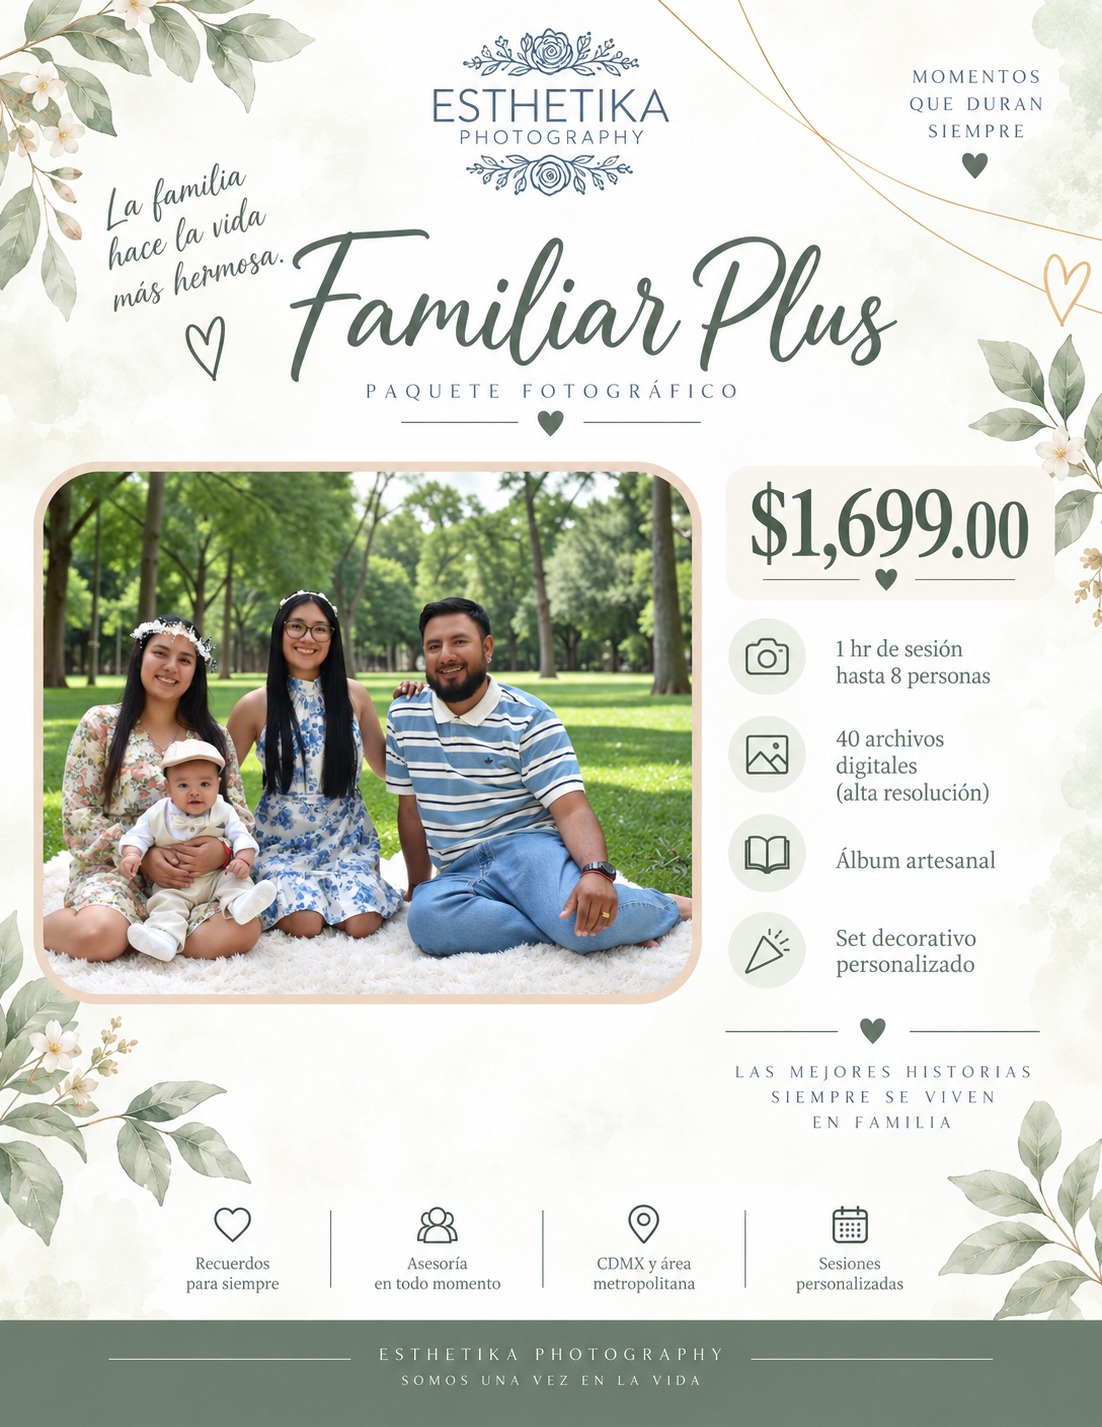 ESTHETIKA
PHOTOGRAPHY
MOMENTOS
QUE DURAN
SIEMPRE
La familia
hace la vida
más hermosa.
Familiar Plus
PAQUETE FOTOGRÁFICO
$1,699.00
1 hr de sesión
hasta 8 personas
40 archivos
digitales
(alta resolución)
Álbum artesanal
Set decorativo
personalizado
LAS MEJORES HISTORIAS
SIEMPRE SE VIVEN
EN FAMILIA
Recuerdos
para siempre
Asesoría
en todo momento
CDMX y área
metropolitana
Sesiones
personalizadas
ESTHETIKA PHOTOGRAPHY
SOMOS UNA VEZ EN LA VIDA